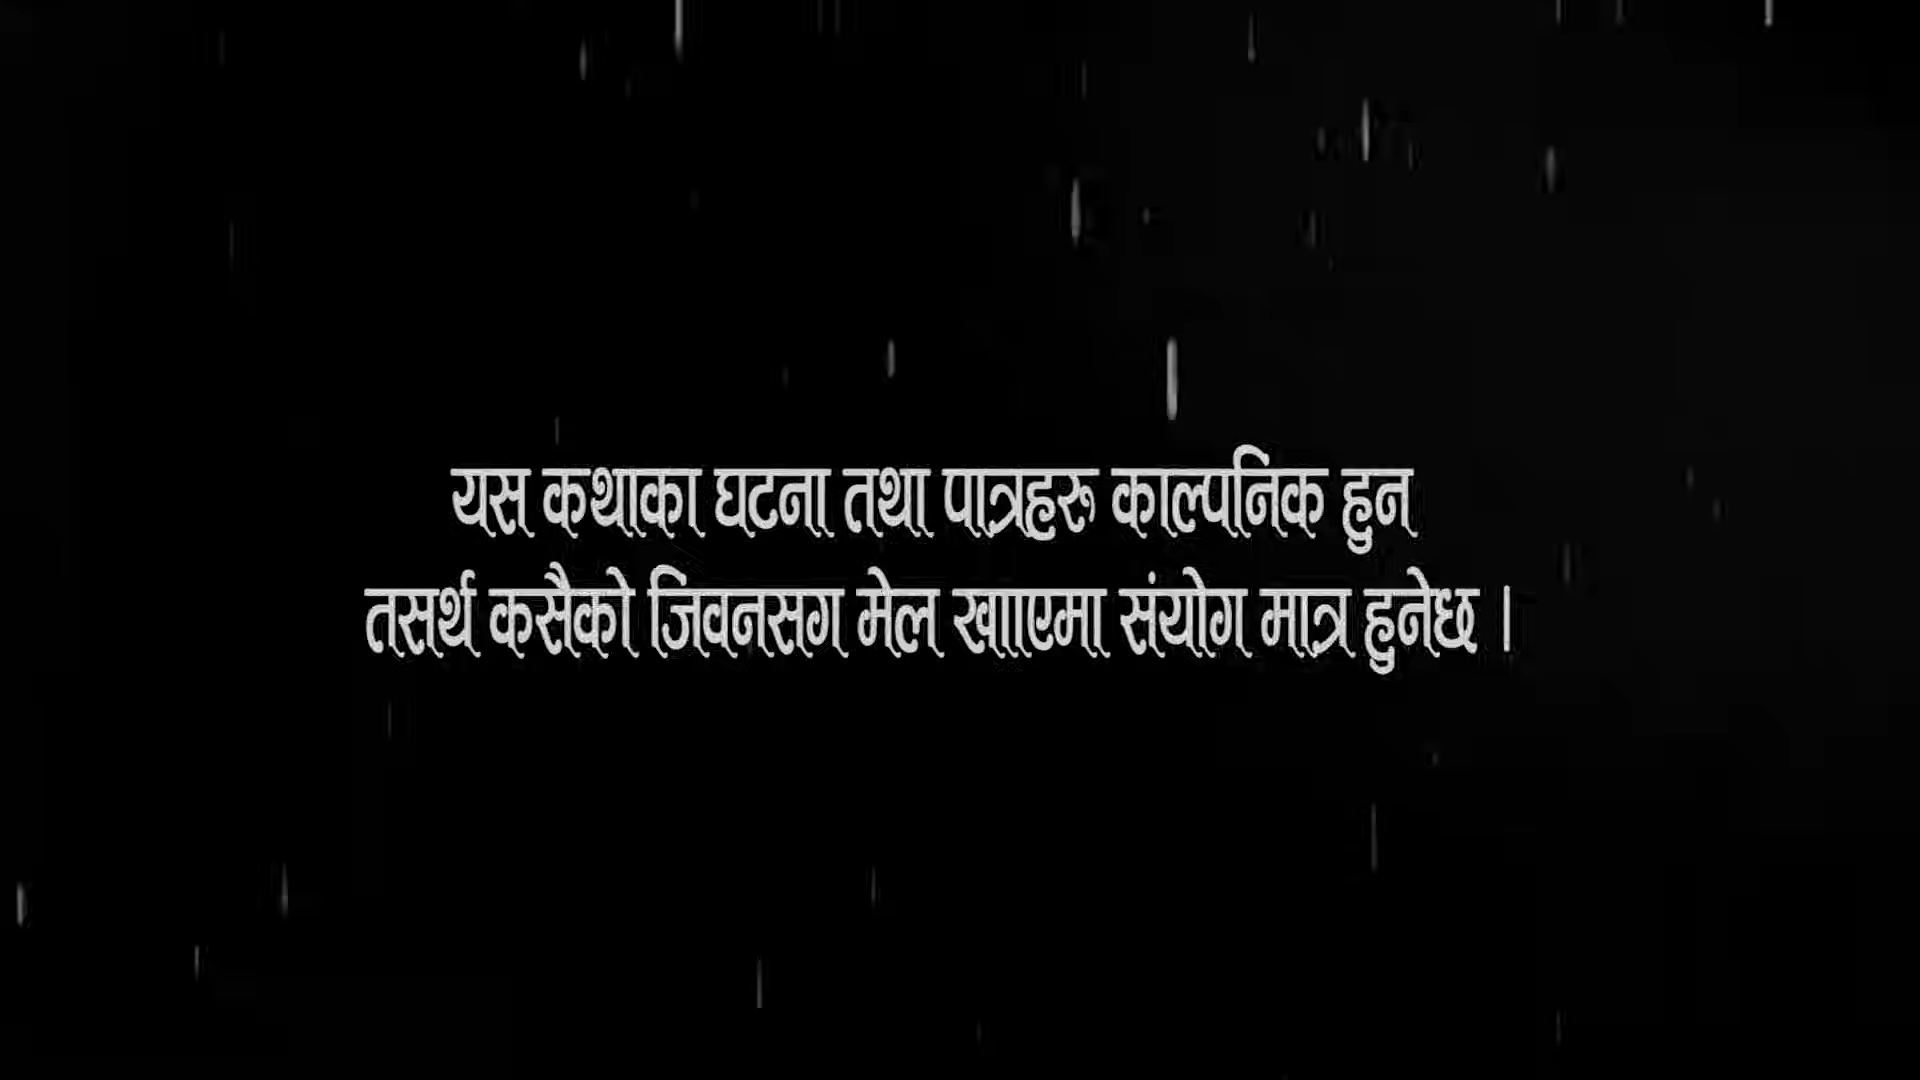 यस कथाका घटना तथा पात्रहरु काल्पनिक हुन
तसर्थ कसैको जिवनसग मेल खााएमा संयोग मात्र हुनेछ ।